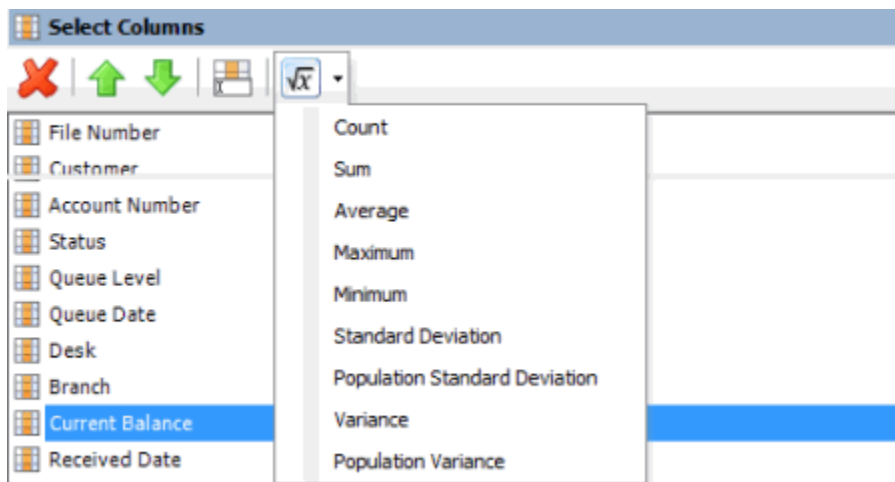 Select Columns
√x
File Number
Customer
Account Number
Status
Queue Level
Queue Date
Desk
Branch
Current Balance
Received Date
Count
Sum
Average
Maximum
Minimum
Standard Deviation
Population Standard Deviation
Variance
Population Variance